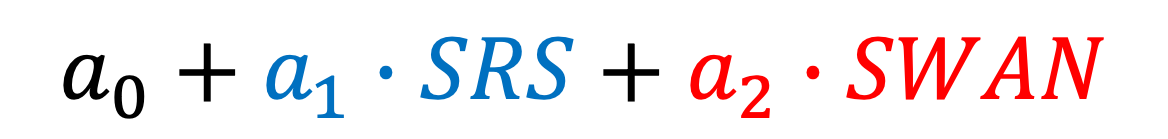 a₀ + a₁ · SRS + a₂ · SWAN